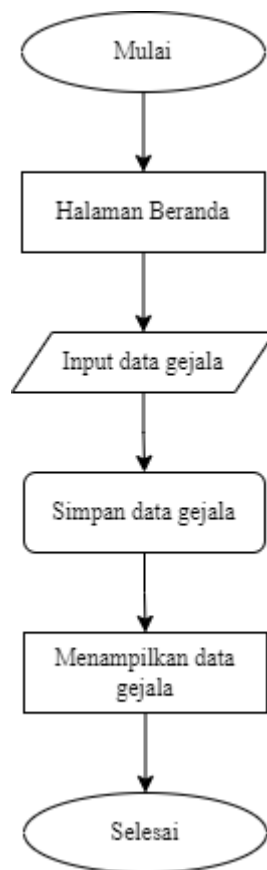 Mulai
Halaman Beranda
Input data gejala
Simpan data gejala
Menampilkan data
gejala
Selesai